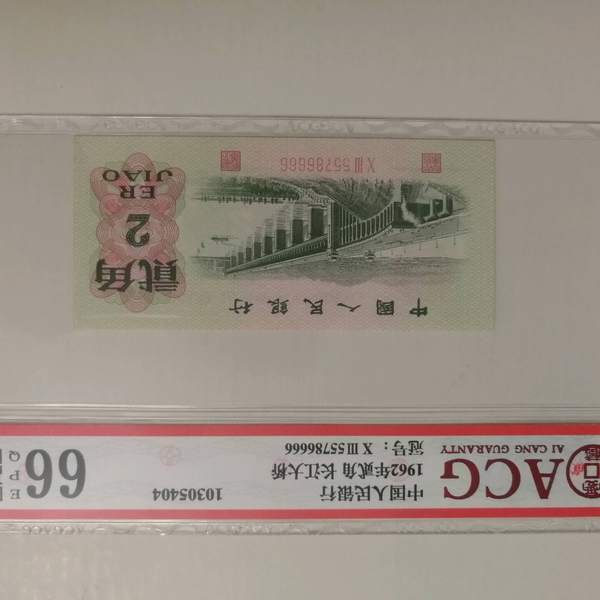 ACG
AI CANG GUARANTY
中国人民银行
1962年贰角 长江大桥
冠号：X Ⅲ 55786666
10305404
66
EPQ
中國人民銀行
貳角
2
ER
JIAO
X Ⅲ 55786666